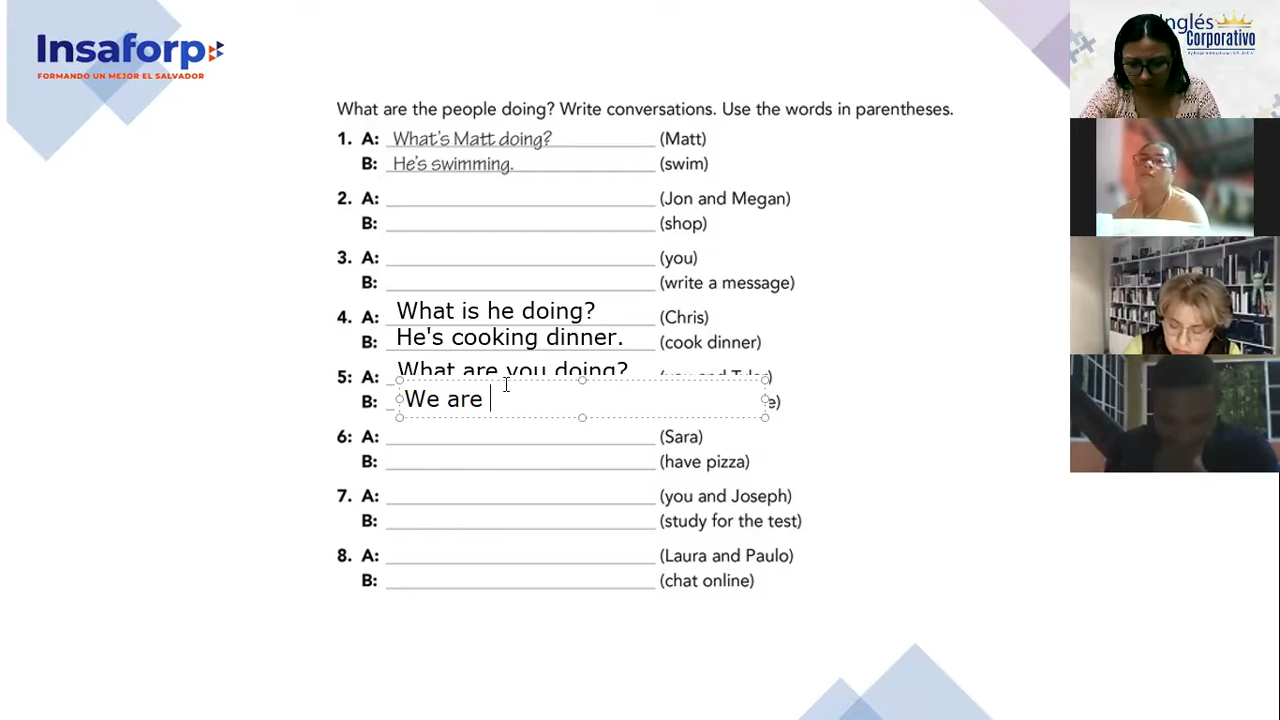 Insaforp
FORMANDO UN MEJOR EL SALVADOR
Inglés
Corporativo
What are the people doing? Write conversations. Use the words in parentheses.
1. A: What's Matt doing? (Matt)
B: He's swimming. (swim)
2. A: (Jon and Megan)
B: (shop)
3. A: (you)
B: (write a message)
4. A: What is he doing? (Chris)
B: He's cooking dinner. (cook dinner)
5: A: What are you doing? (you and Tyler)
B: We are e)
6: A: (Sara)
B: (have pizza)
7: A: (you and Joseph)
B: (study for the test)
8. A: (Laura and Paulo)
B: (chat online)